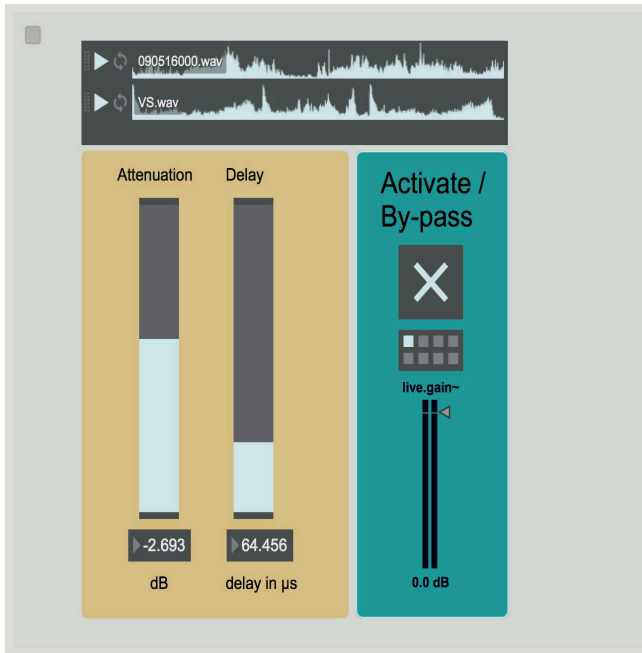 090516000.wav
VS.wav
Attenuation
Delay
Activate /
By-pass
live.gain~
-2.693
64.456
0.0 dB
dB
delay in µs